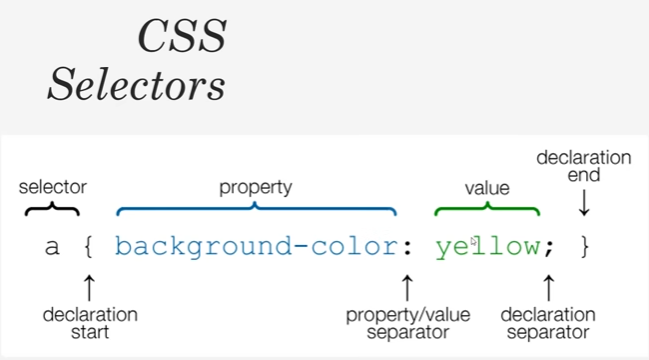 CSS
Selectors
declaration
end
selector property value
a { background-color: yellow; }
declaration
start
property/value
separator
declaration
separator